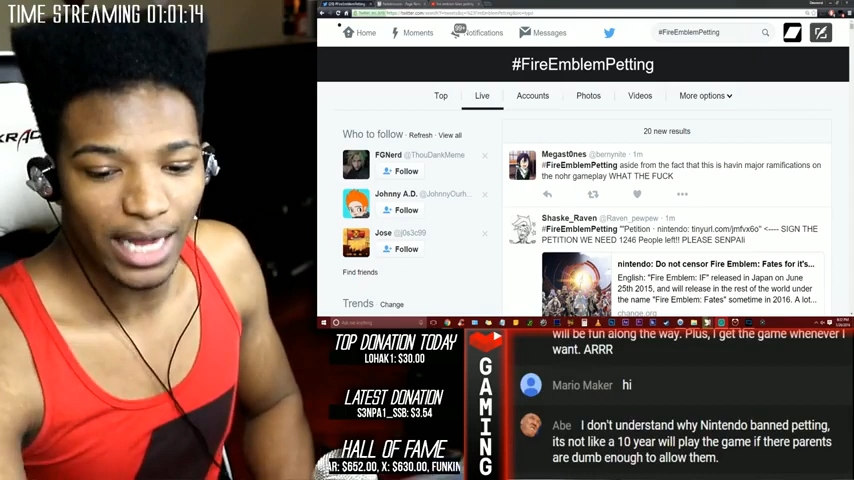 TIME STREAMING 01:01:14
Home
Moments
99+
Notifications
Messages
#FireEmblemPetting
#FireEmblemPetting
Top
Live
Accounts
Photos
Videos
More options
Who to follow · Refresh · View all
FGNerd @ThouDankMeme
Follow
Johnny A.D. @JohnnyOurh...
Follow
Jose @j0s3c99
Follow
Find friends
Trends · Change
20 new results
Megast0nes @bernynite · 1m
#FireEmblemPetting aside from the fact that this is havin major ramifications on
the nohr gameplay WHAT THE FUCK
Shaske_Raven @Raven_pewpew · 1m
#FireEmblemPetting "'Petition · nintendo: tinyurl.com/jmfvx6o" <---- SIGN THE
PETITION WE NEED 1246 People left!! PLEASE SENPAIi
nintendo: Do not censor Fire Emblem: Fates for it's...
English: "Fire Emblem: IF" released in Japan on June
25th 2015, and will release in the rest of the world under
the name "Fire Emblem: Fates" sometime in 2016. A lot...
change.org
Ask me anything
TOP DONATION TODAY
LOHAK1: $30.00
LATEST DONATION
S3NPA1_SSB: $3.54
HALL OF FAME
AR: $652.00, X: $630.00, FUNKIN
GAMING
will be fun along the way. Plus, I get the game whenever I
want. ARRR
Mario Maker hi
Abe I don't understand why Nintendo banned petting,
its not like a 10 year will play the game if there parents
are dumb enough to allow them.